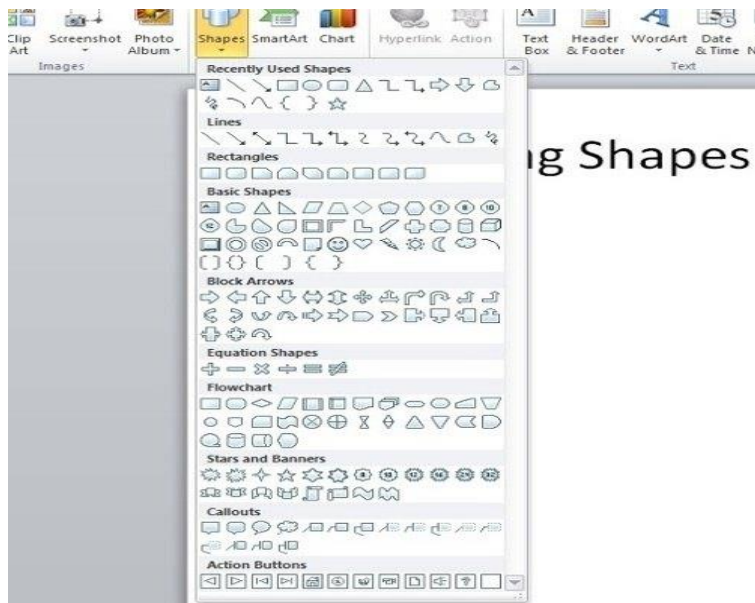 Clip Art
Screenshot
Photo Album
Shapes
SmartArt
Chart
Hyperlink
Action
Text Box
Header & Footer
WordArt
Date & Time
Images
Text
Recently Used Shapes
Lines
Rectangles
Basic Shapes
Block Arrows
Equation Shapes
Flowchart
Stars and Banners
Callouts
Action Buttons
g Shapes